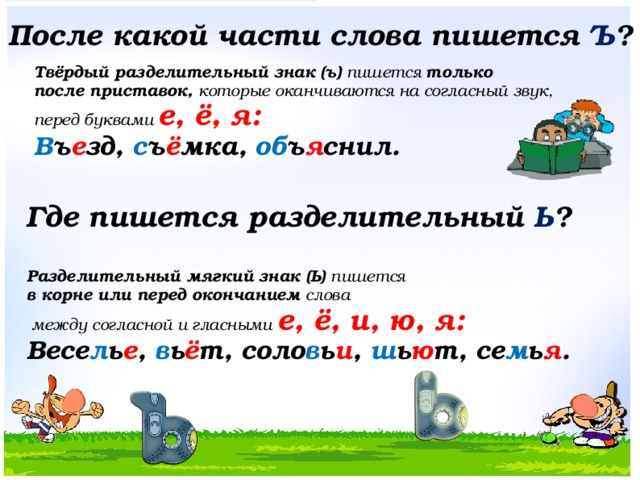 После какой части слова пишется Ъ?
Твёрдый разделительный знак (ъ) пишется только
после приставок, которые оканчиваются на согласный звук,
перед буквами е, ё, я:
Въезд, съёмка, объяснил.
Где пишется разделительный Ь?
Разделительный мягкий знак (Ь) пишется
в корне или перед окончанием слова
между согласной и гласными е, ё, и, ю, я:
Веселье, вьёт, соловьи, шьют, семья.
Ъ Ь